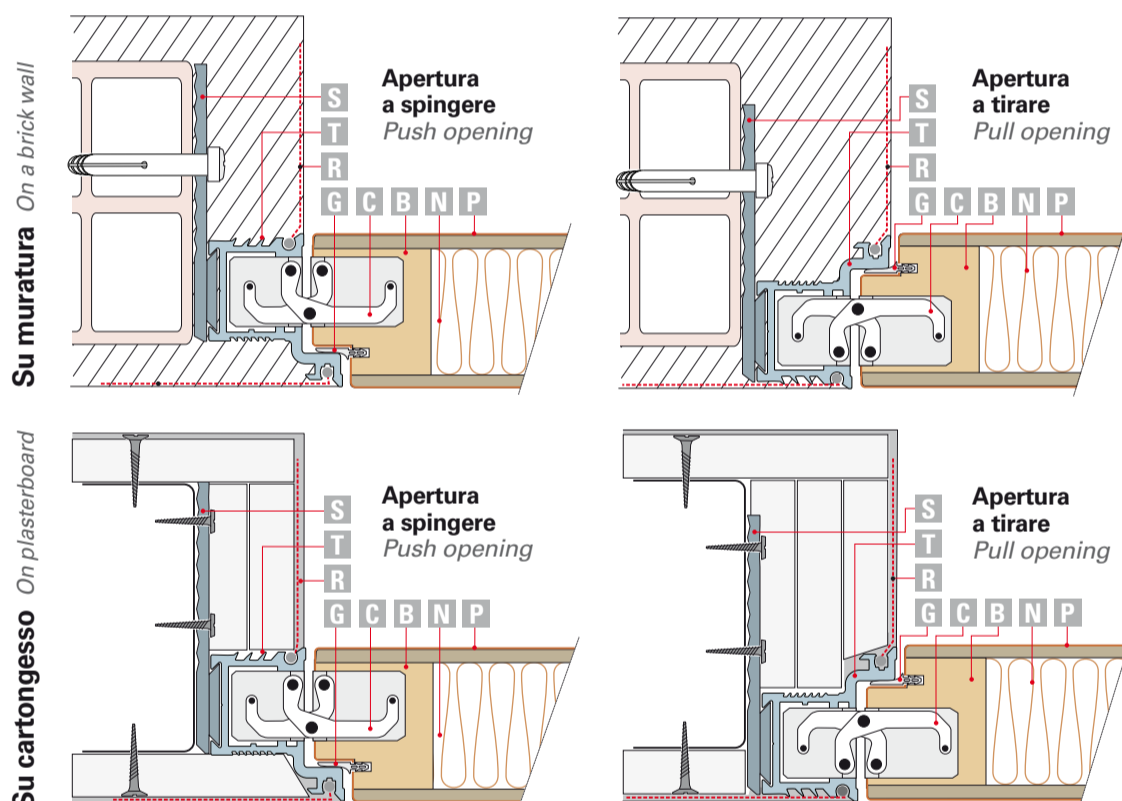 Su muratura On a brick wall
Apertura
a spingere
Push opening
S
T
R
G C B N P
Apertura
a tirare
Pull opening
S
T
R
G C B N P
Su cartongesso On plasterboard
Apertura
a spingere
Push opening
S
T
R
G C B N P
Apertura
a tirare
Pull opening
S
T
R
G C B N P